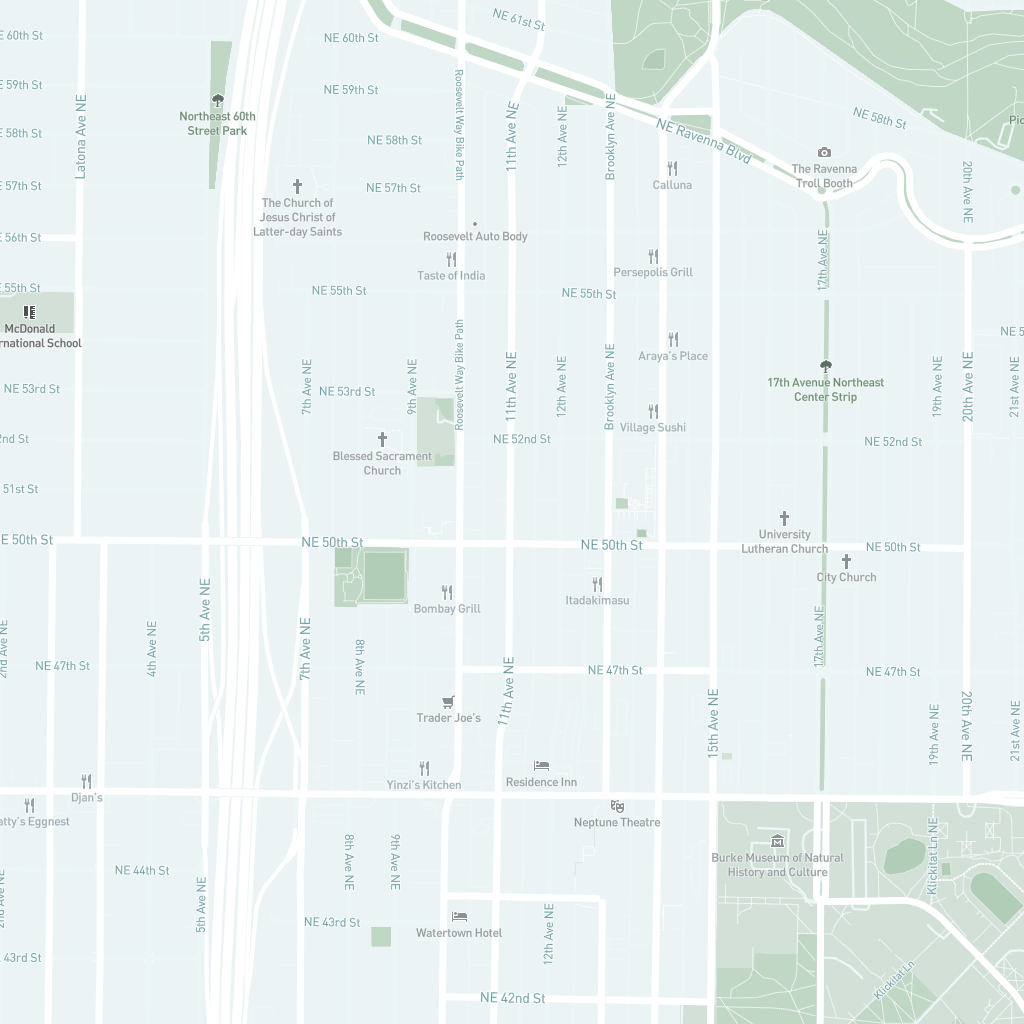 NE 61st St
E 60th St
NE 60th St
E 59th St
NE 59th St
Latona Ave NE
Northeast 60th
Street Park
E 58th St
NE 58th St
NE 58th St
Roosevelt Way Bike Path
11th Ave NE
12th Ave NE
Brooklyn Ave NE
NE Ravenna Blvd
The Ravenna
Troll Booth
Pic
20th Ave NE
E 57th St
NE 57th St
Calluna
The Church of
Jesus Christ of
Latter-day Saints
E 56th St
Roosevelt Auto Body
Taste of India
Persepolis Grill
17th Ave NE
E 55th St
NE 55th St
NE 55th St
McDonald
rnational School
Roosevelt Way Bike Path
11th Ave NE
12th Ave NE
Brooklyn Ave NE
Araya's Place
NE 5
E 53rd St
7th Ave NE
NE 53rd St
9th Ave NE
17th Avenue Northeast
Center Strip
19th Ave NE
20th Ave NE
21st Ave NE
Village Sushi
2nd St
NE 52nd St
NE 52nd St
Blessed Sacrament
Church
51st St
University
Lutheran Church
E 50th St
NE 50th St
NE 50th St
NE 50th St
City Church
5th Ave NE
Bombay Grill
Itadakimasu
2nd Ave NE
4th Ave NE
7th Ave NE
8th Ave NE
17th Ave NE
NE 47th St
NE 47th St
NE 47th St
11th Ave NE
15th Ave NE
19th Ave NE
20th Ave NE
21st Ave NE
Trader Joe's
Yinzi's Kitchen
Residence Inn
Djan's
atty's Eggnest
Neptune Theatre
8th Ave NE
9th Ave NE
Burke Museum of Natural
History and Culture
Klickitat Ln NE
NE 44th St
2nd Ave NE
5th Ave NE
NE 43rd St
Watertown Hotel
12th Ave NE
43rd St
Klickitat Ln
NE 42nd St